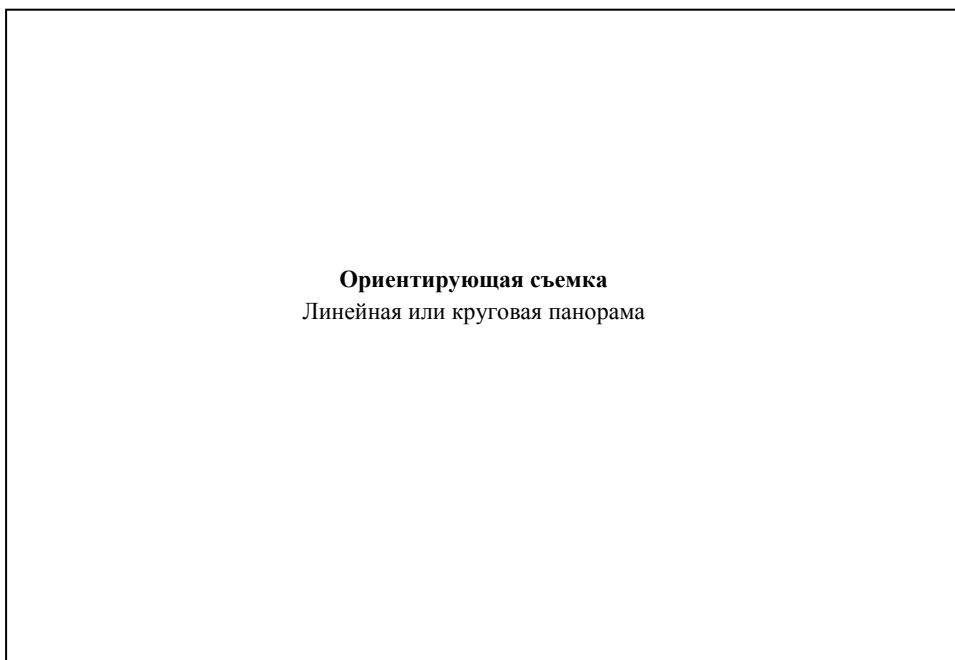 Ориентирующая съемка
Линейная или круговая панорама